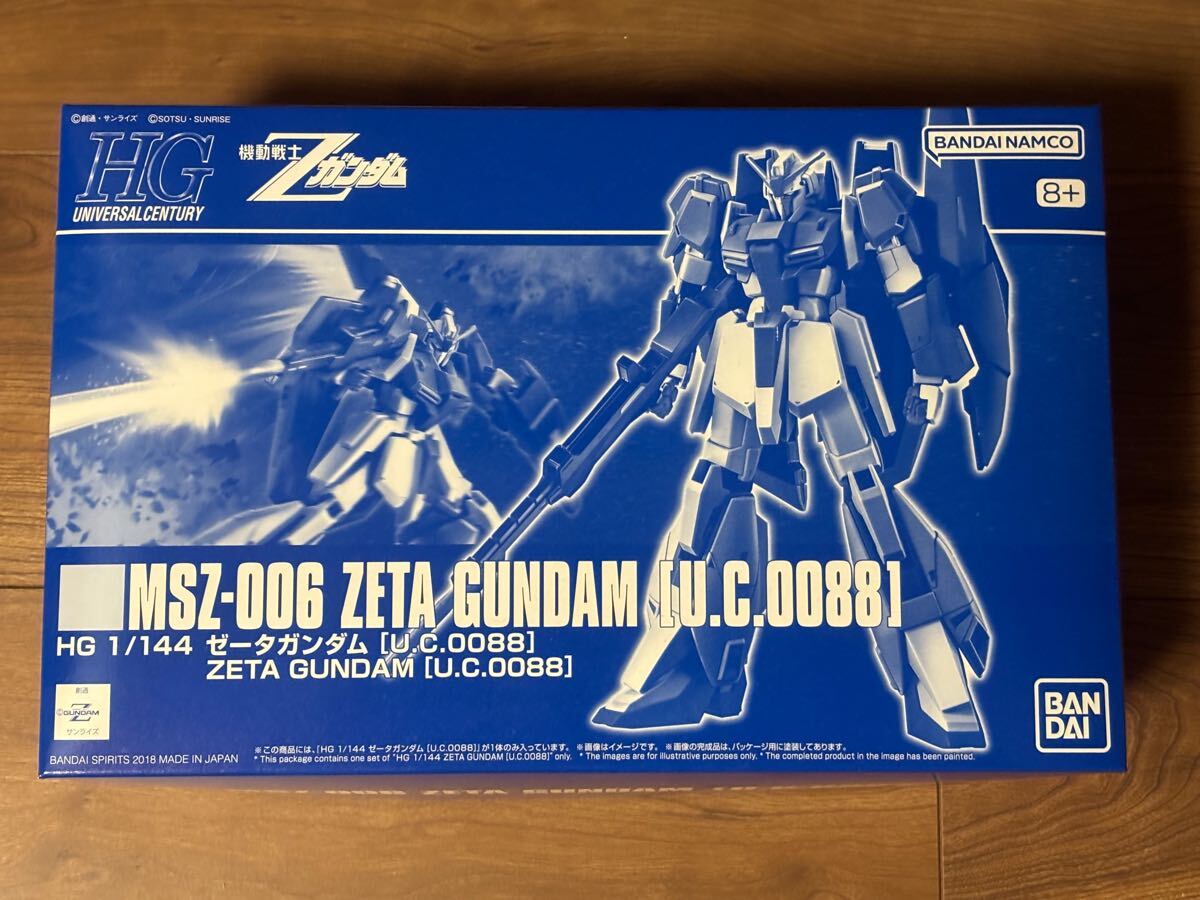 ©創通・サンライズ ©SOTSU・SUNRISE
HG
UNIVERSAL CENTURY
機動戦士Ζガンダム
BANDAI NAMCO
8+
MSZ-006 ZETA GUNDAM [U.C.0088]
HG 1/144 ゼータガンダム [U.C.0088]
ZETA GUNDAM [U.C.0088]
創通
©GUNDAM Z
サンライズ
BANDAI SPIRITS 2018 MADE IN JAPAN
※この商品には、「HG 1/144 ゼータガンダム [U.C.0088]」が1体のみ入っています。 ※画像はイメージです。 ※画像の完成品は、パッケージ用に塗装してあります。
* This package contains one set of "HG 1/144 ZETA GUNDAM [U.C.0088]" only. * The images are for illustrative purposes only. * The completed product in the image has been painted.
BAN
DAI